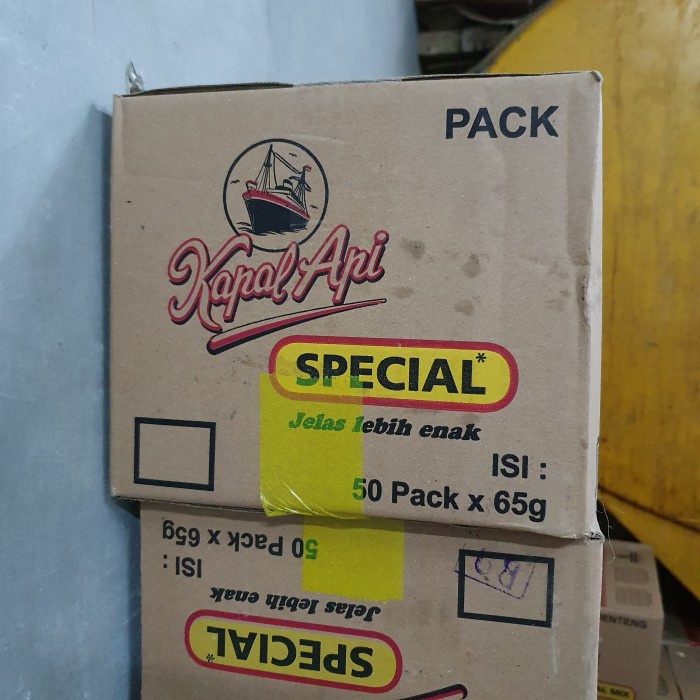 PACK
Kapal Api
SPECIAL*
Jelas lebih enak
ISI :
50 Pack x 65g
50 Pack x 65g
ISI :
Jelas lebih enak
SPECIAL*